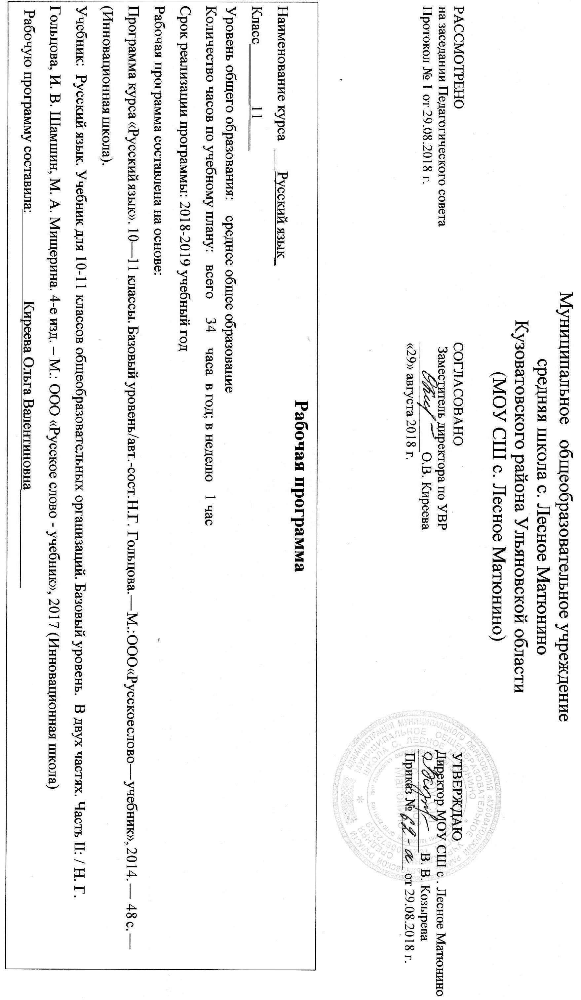 Муниципальное общеобразовательное учреждение
средняя школа с. Лесное Матюнино
Кузоватовского района Ульяновской области
(МОУ СШ с. Лесное Матюнино)
РАССМОТРЕНО
на заседании Педагогического совета
Протокол № 1 от 29.08.2018 г.
СОГЛАСОВАНО
Заместитель директора по УВР
О.В. Киреева
«29» августа 2018 г.
УТВЕРЖДАЮ
Директор МОУ СШ с . Лесное Матюнино
В. В. Козырева
Приказ № 62-а от 29.08.2018 г.
АДМИНИСТРАЦИЯ МУНИЦИПАЛЬНОГО ОБРАЗОВАНИЯ «КУЗОВАТОВСКИЙ РАЙОН ОБЛАСТИ
МУНИЦИПАЛЬНОЕ ОБЩЕОБРАЗОВАТЕЛЬНОЕ СРЕДНЯЯ
ШКОЛА С. ЛЕСНОЕ МАТЮНИНО
Рабочая программа
Наименование курса Русский язык
Класс 11
Уровень общего образования: среднее общее образование
Количество часов по учебному плану: всего 34 часа в год; в неделю 1 час
Срок реализации программы: 2018-2019 учебный год
Рабочая программа составлена на основе:
Программа курса «Русский язык». 10—11 классы. Базовый уровень/авт.-сост.Н.Г. Гольцова.— М.:ООО«Русскоеслово—учебник», 2014. — 48 с. —
(Инновационная школа).
Учебник: Русский язык. Учебник для 10-11 классов общеобразовательных организаций. Базовый уровень. В двух частях. Часть II: / Н. Г.
Гольцова, И. В. Шамшин, М. А. Мищерина. 4-е изд. – М.: ООО «Русское слово - учебник», 2017 (Инновационная школа)
Рабочую программу составила: Киреева Ольга Валентиновна